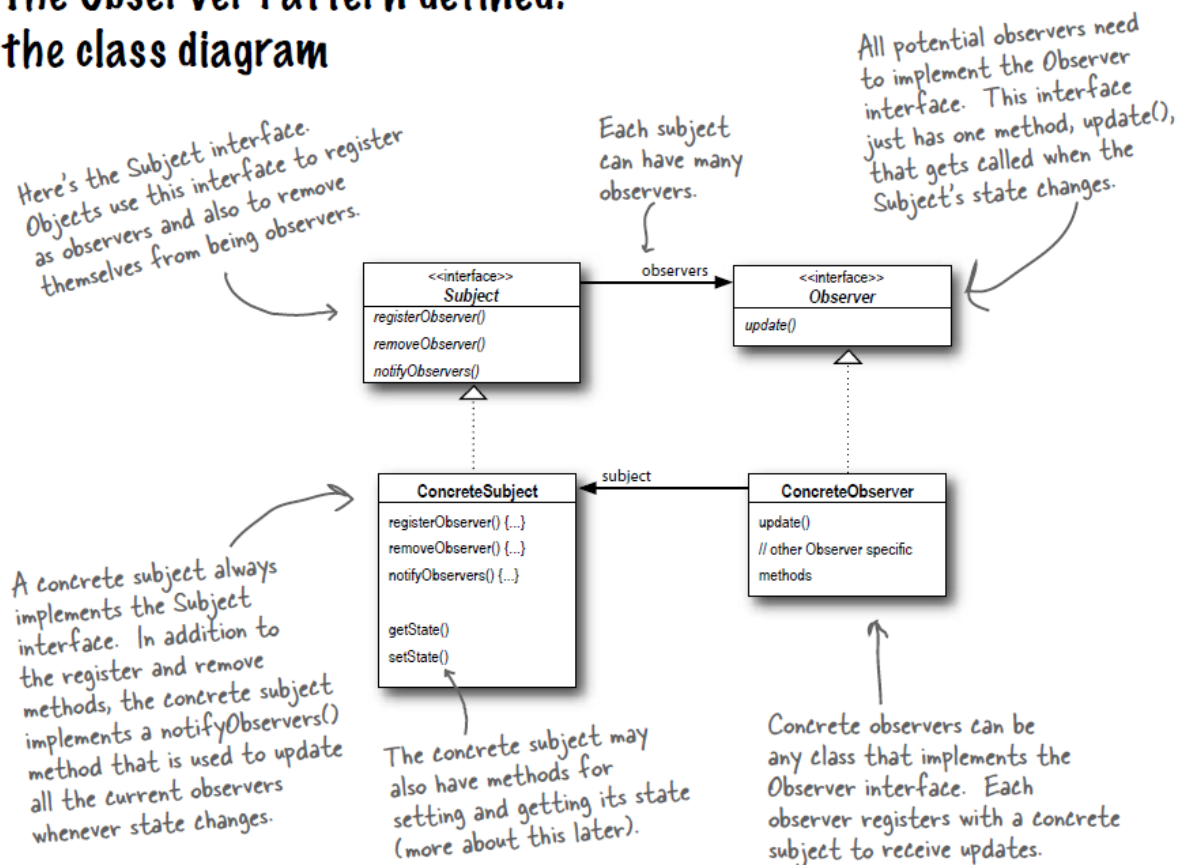 The Observer Pattern defined:
the class diagram
All potential observers need
to implement the Observer
interface. This interface
just has one method, update(),
that gets called when the
Subject's state changes.
Each subject
can have many
observers.
Here's the Subject interface.
Objects use this interface to register
as observers and also to remove
themselves from being observers.
<<interface>>
Subject
registerObserver()
removeObserver()
notifyObservers()
observers
<<interface>>
Observer
update()
ConcreteSubject
registerObserver() {...}
removeObserver() {...}
notifyObservers() {...}
getState()
setState()
subject
ConcreteObserver
update()
// other Observer specific
methods
A concrete subject always
implements the Subject
interface. In addition to
the register and remove
methods, the concrete subject
implements a notifyObservers()
method that is used to update
all the current observers
whenever state changes.
The concrete subject may
also have methods for
setting and getting its state
(more about this later).
Concrete observers can be
any class that implements the
Observer interface. Each
observer registers with a concrete
subject to receive updates.